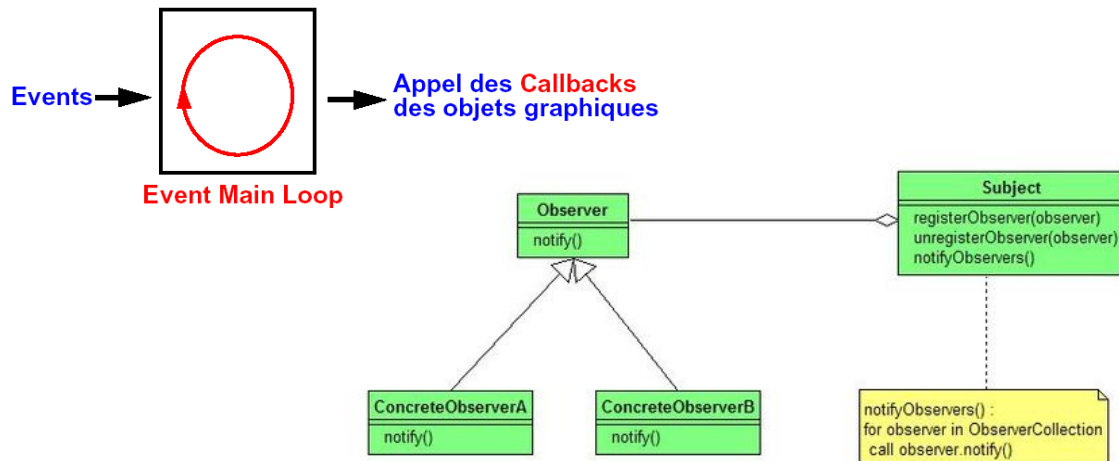 Events
Appel des Callbacks
des objets graphiques
Event Main Loop
Observer
notify()
Subject
registerObserver(observer)
unregisterObserver(observer)
notifyObservers()
ConcreteObserverA
notify()
ConcreteObserverB
notify()
notifyObservers() :
for observer in ObserverCollection
call observer.notify()